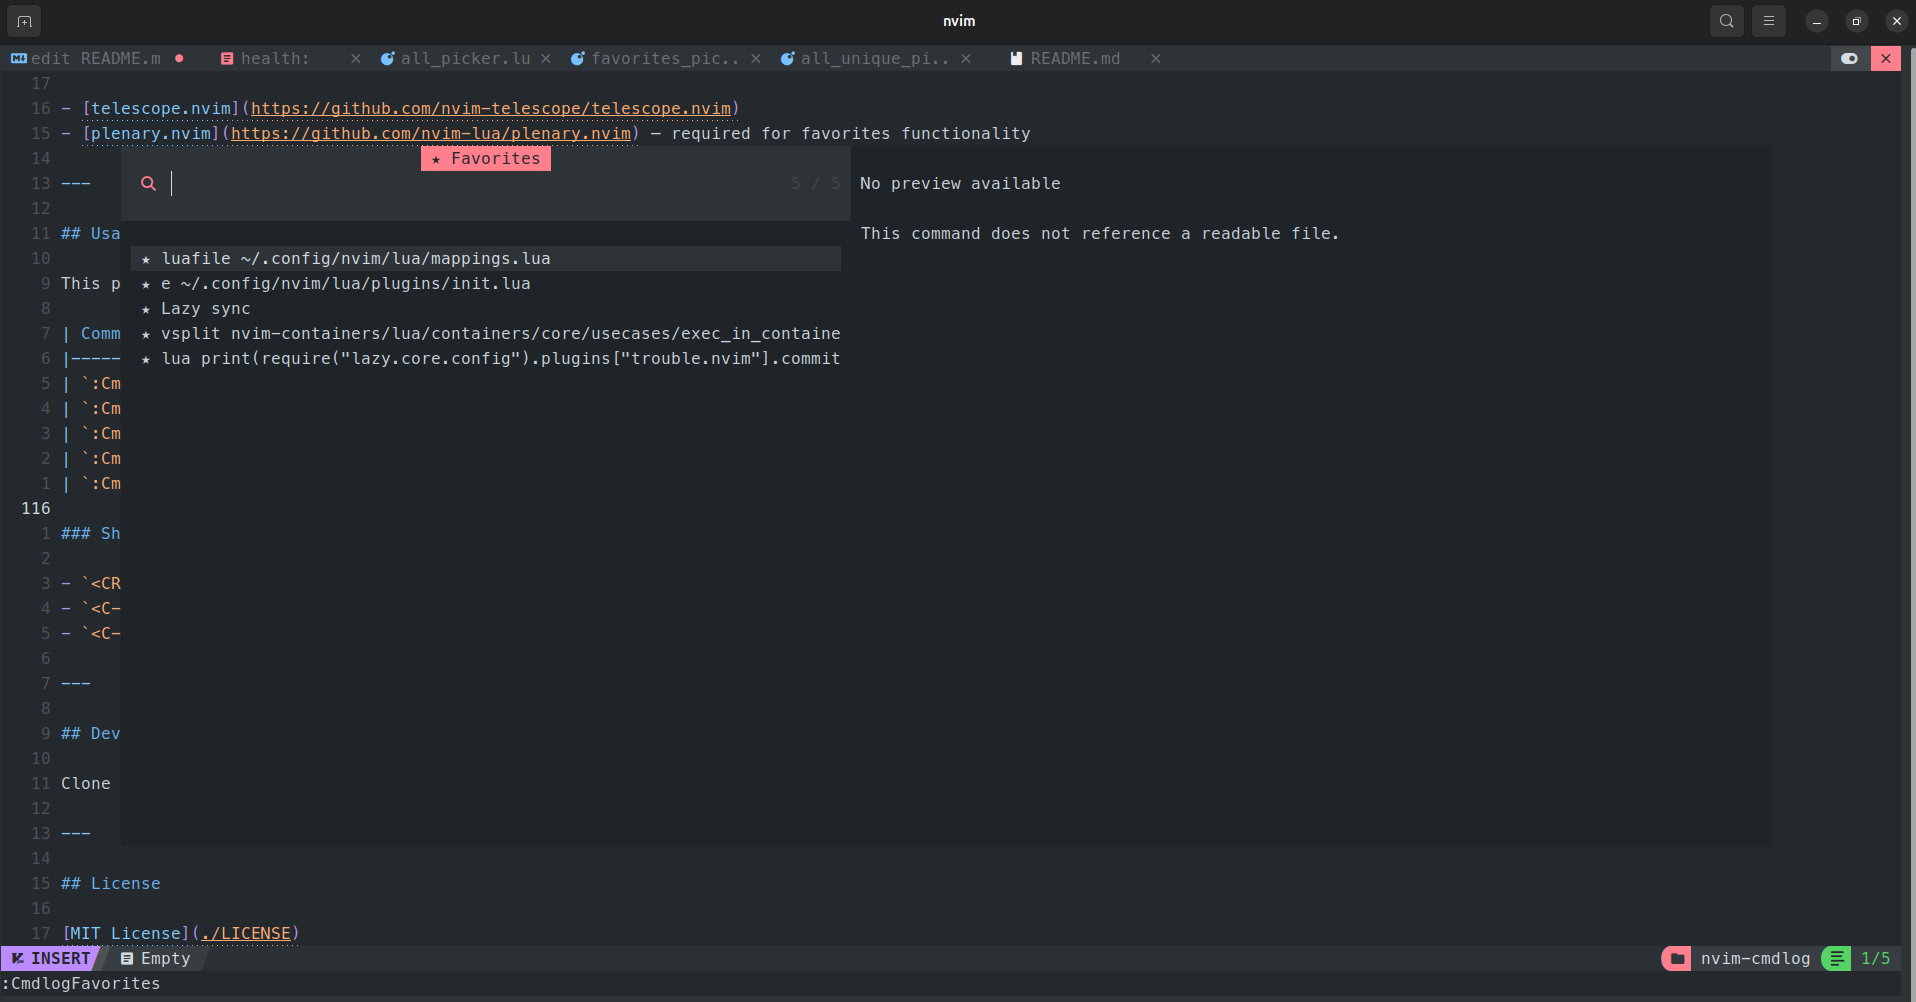 nvim
edit README.m health: all_picker.lu favorites_pic.. all_unique_pi.. README.md
17
16 - [telescope.nvim](https://github.com/nvim-telescope/telescope.nvim)
15 - [plenary.nvim](https://github.com/nvim-lua/plenary.nvim) — required for favorites functionality
14 ★ Favorites
13 --- 5 / 5 No preview available
12
11 ## Usa This command does not reference a readable file.
10 ★ luafile ~/.config/nvim/lua/mappings.lua
9 This p ★ e ~/.config/nvim/lua/plugins/init.lua
8 ★ Lazy sync
7 | Comm ★ vsplit nvim-containers/lua/containers/core/usecases/exec_in_containe
6 |----- ★ lua print(require("lazy.core.config").plugins["trouble.nvim"].commit
5 | `:Cm
4 | `:Cm
3 | `:Cm
2 | `:Cm
1 | `:Cm
116
1 ### Sh
2
3 - `<CR
4 - `<C-
5 - `<C-
6
7 ---
8
9 ## Dev
10
11 Clone
12
13 ---
14
15 ## License
16
17 [MIT License](./LICENSE)
INSERT Empty nvim-cmdlog 1/5
:CmdlogFavorites